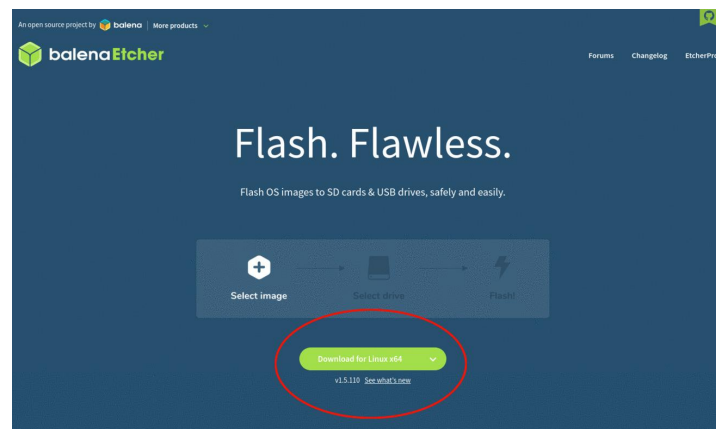 An open source project by balena | More products
balenaEtcher
Forums Changelog EtcherPro
Flash. Flawless.
Flash OS images to SD cards & USB drives, safely and easily.
Select image Select drive Flash!
Download for Linux x64
v1.5.110 See what's new